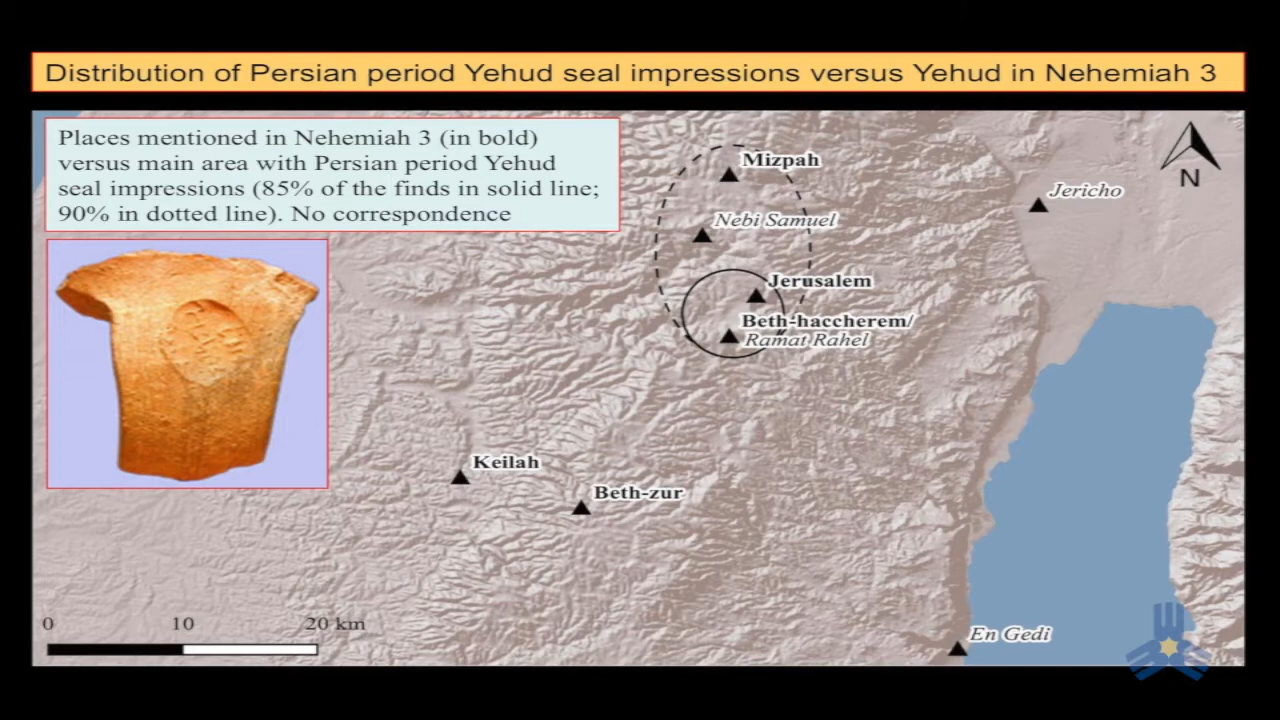 Distribution of Persian period Yehud seal impressions versus Yehud in Nehemiah 3
Places mentioned in Nehemiah 3 (in bold)
versus main area with Persian period Yehud
seal impressions (85% of the finds in solid line;
90% in dotted line). No correspondence
N
Mizpah
Jericho
Nebi Samuel
Jerusalem
Beth-haccherem/
Ramat Rahel
Keilah
Beth-zur
0 10 20 km
En Gedi